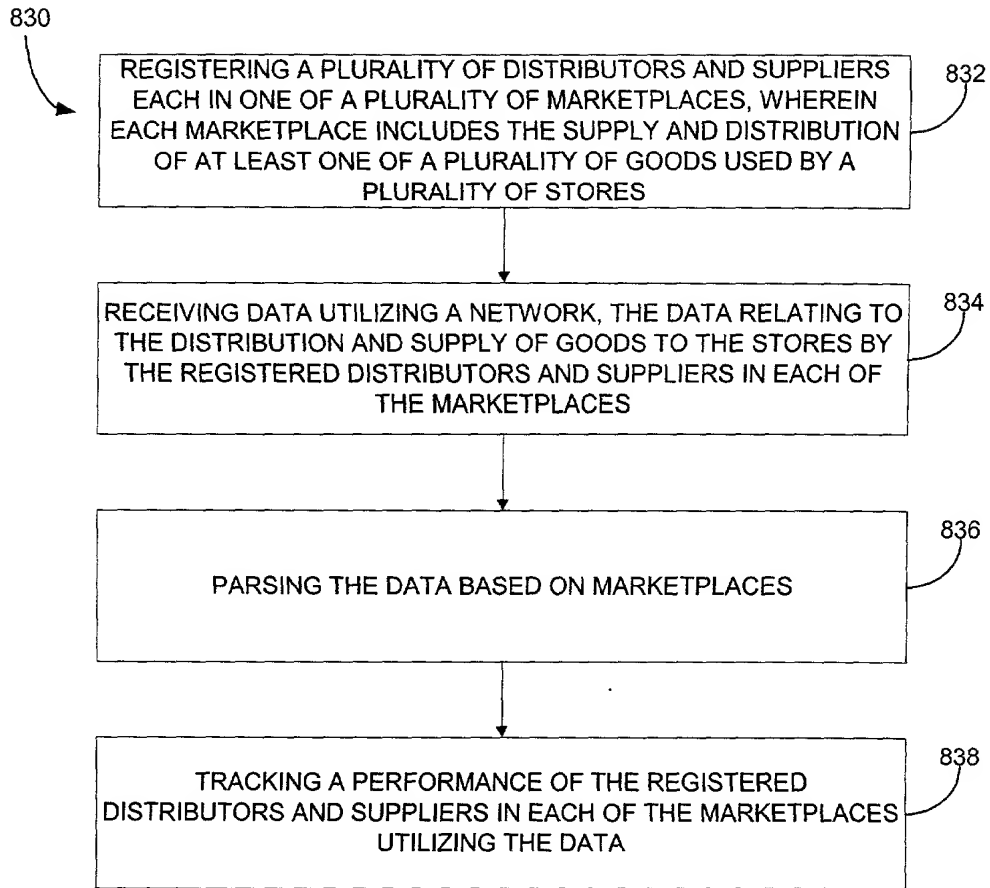 830
REGISTERING A PLURALITY OF DISTRIBUTORS AND SUPPLIERS
EACH IN ONE OF A PLURALITY OF MARKETPLACES, WHEREIN
EACH MARKETPLACE INCLUDES THE SUPPLY AND DISTRIBUTION
OF AT LEAST ONE OF A PLURALITY OF GOODS USED BY A
PLURALITY OF STORES
832
RECEIVING DATA UTILIZING A NETWORK, THE DATA RELATING TO
THE DISTRIBUTION AND SUPPLY OF GOODS TO THE STORES BY
THE REGISTERED DISTRIBUTORS AND SUPPLIERS IN EACH OF
THE MARKETPLACES
834
PARSING THE DATA BASED ON MARKETPLACES
836
TRACKING A PERFORMANCE OF THE REGISTERED
DISTRIBUTORS AND SUPPLIERS IN EACH OF THE MARKETPLACES
UTILIZING THE DATA
838